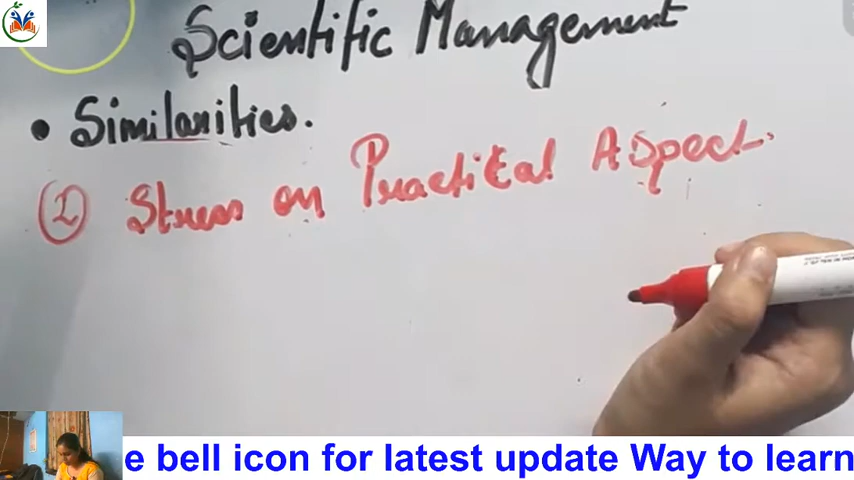 Scientific Management
• Similarities.
① Stress on Practical Aspect.
e bell icon for latest update Way to learn